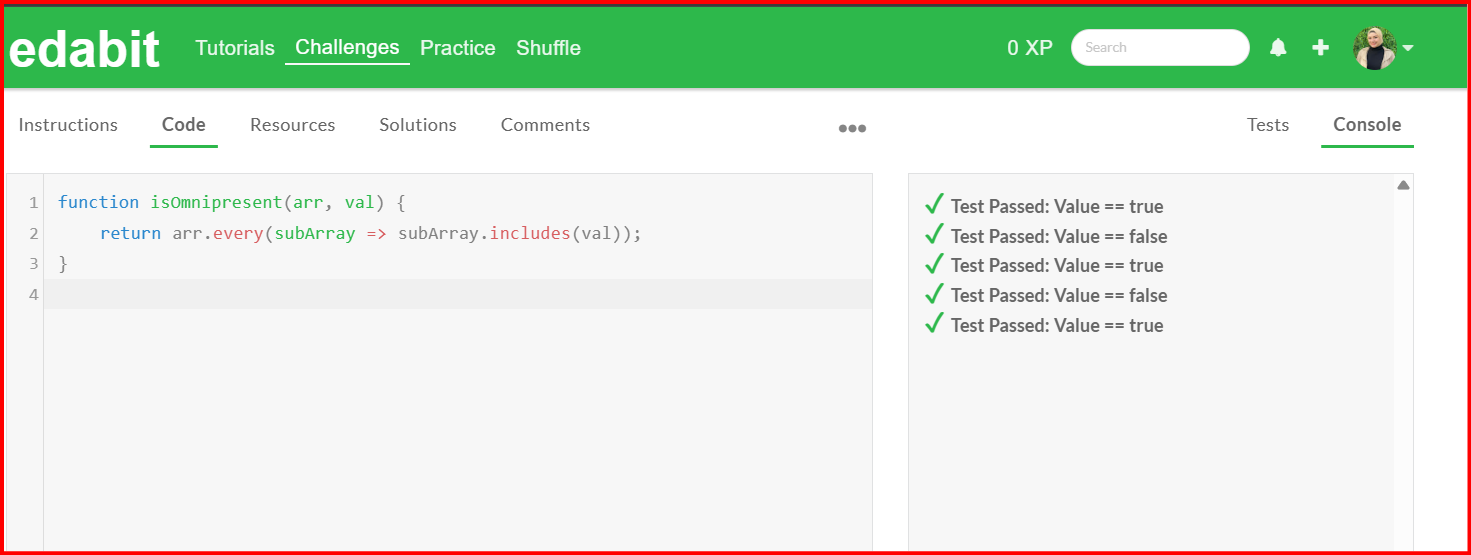 edabit Tutorials Challenges Practice Shuffle 0 XP Search
Instructions Code Resources Solutions Comments Tests Console
1 function isOmnipresent(arr, val) {
2 return arr.every(subArray => subArray.includes(val));
3 }
4
Test Passed: Value == true
Test Passed: Value == false
Test Passed: Value == true
Test Passed: Value == false
Test Passed: Value == true